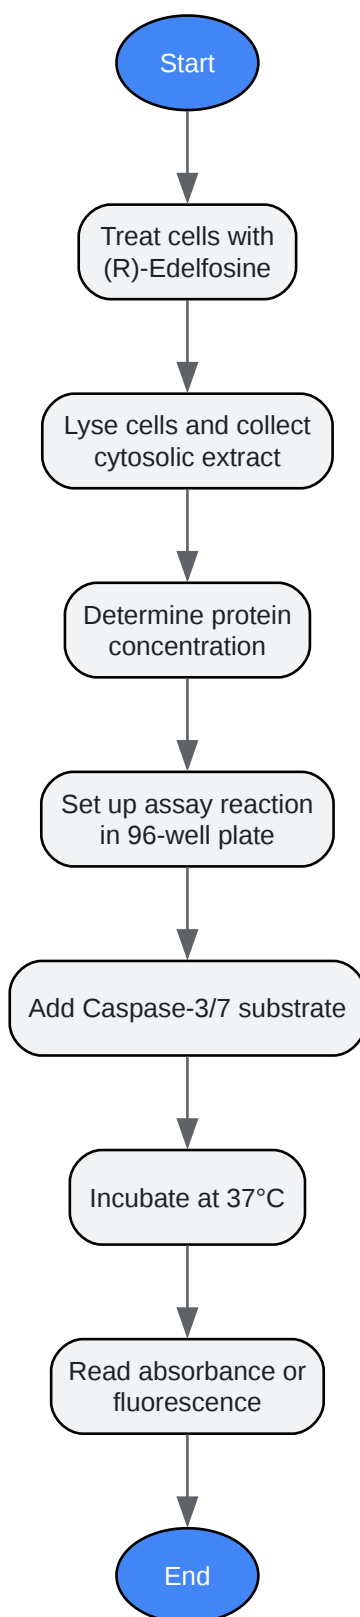 Start
Treat cells with
(R)-Edelfosine
Lyse cells and collect
cytosolic extract
Determine protein
concentration
Set up assay reaction
in 96-well plate
Add Caspase-3/7 substrate
Incubate at 37°C
Read absorbance or
fluorescence
End